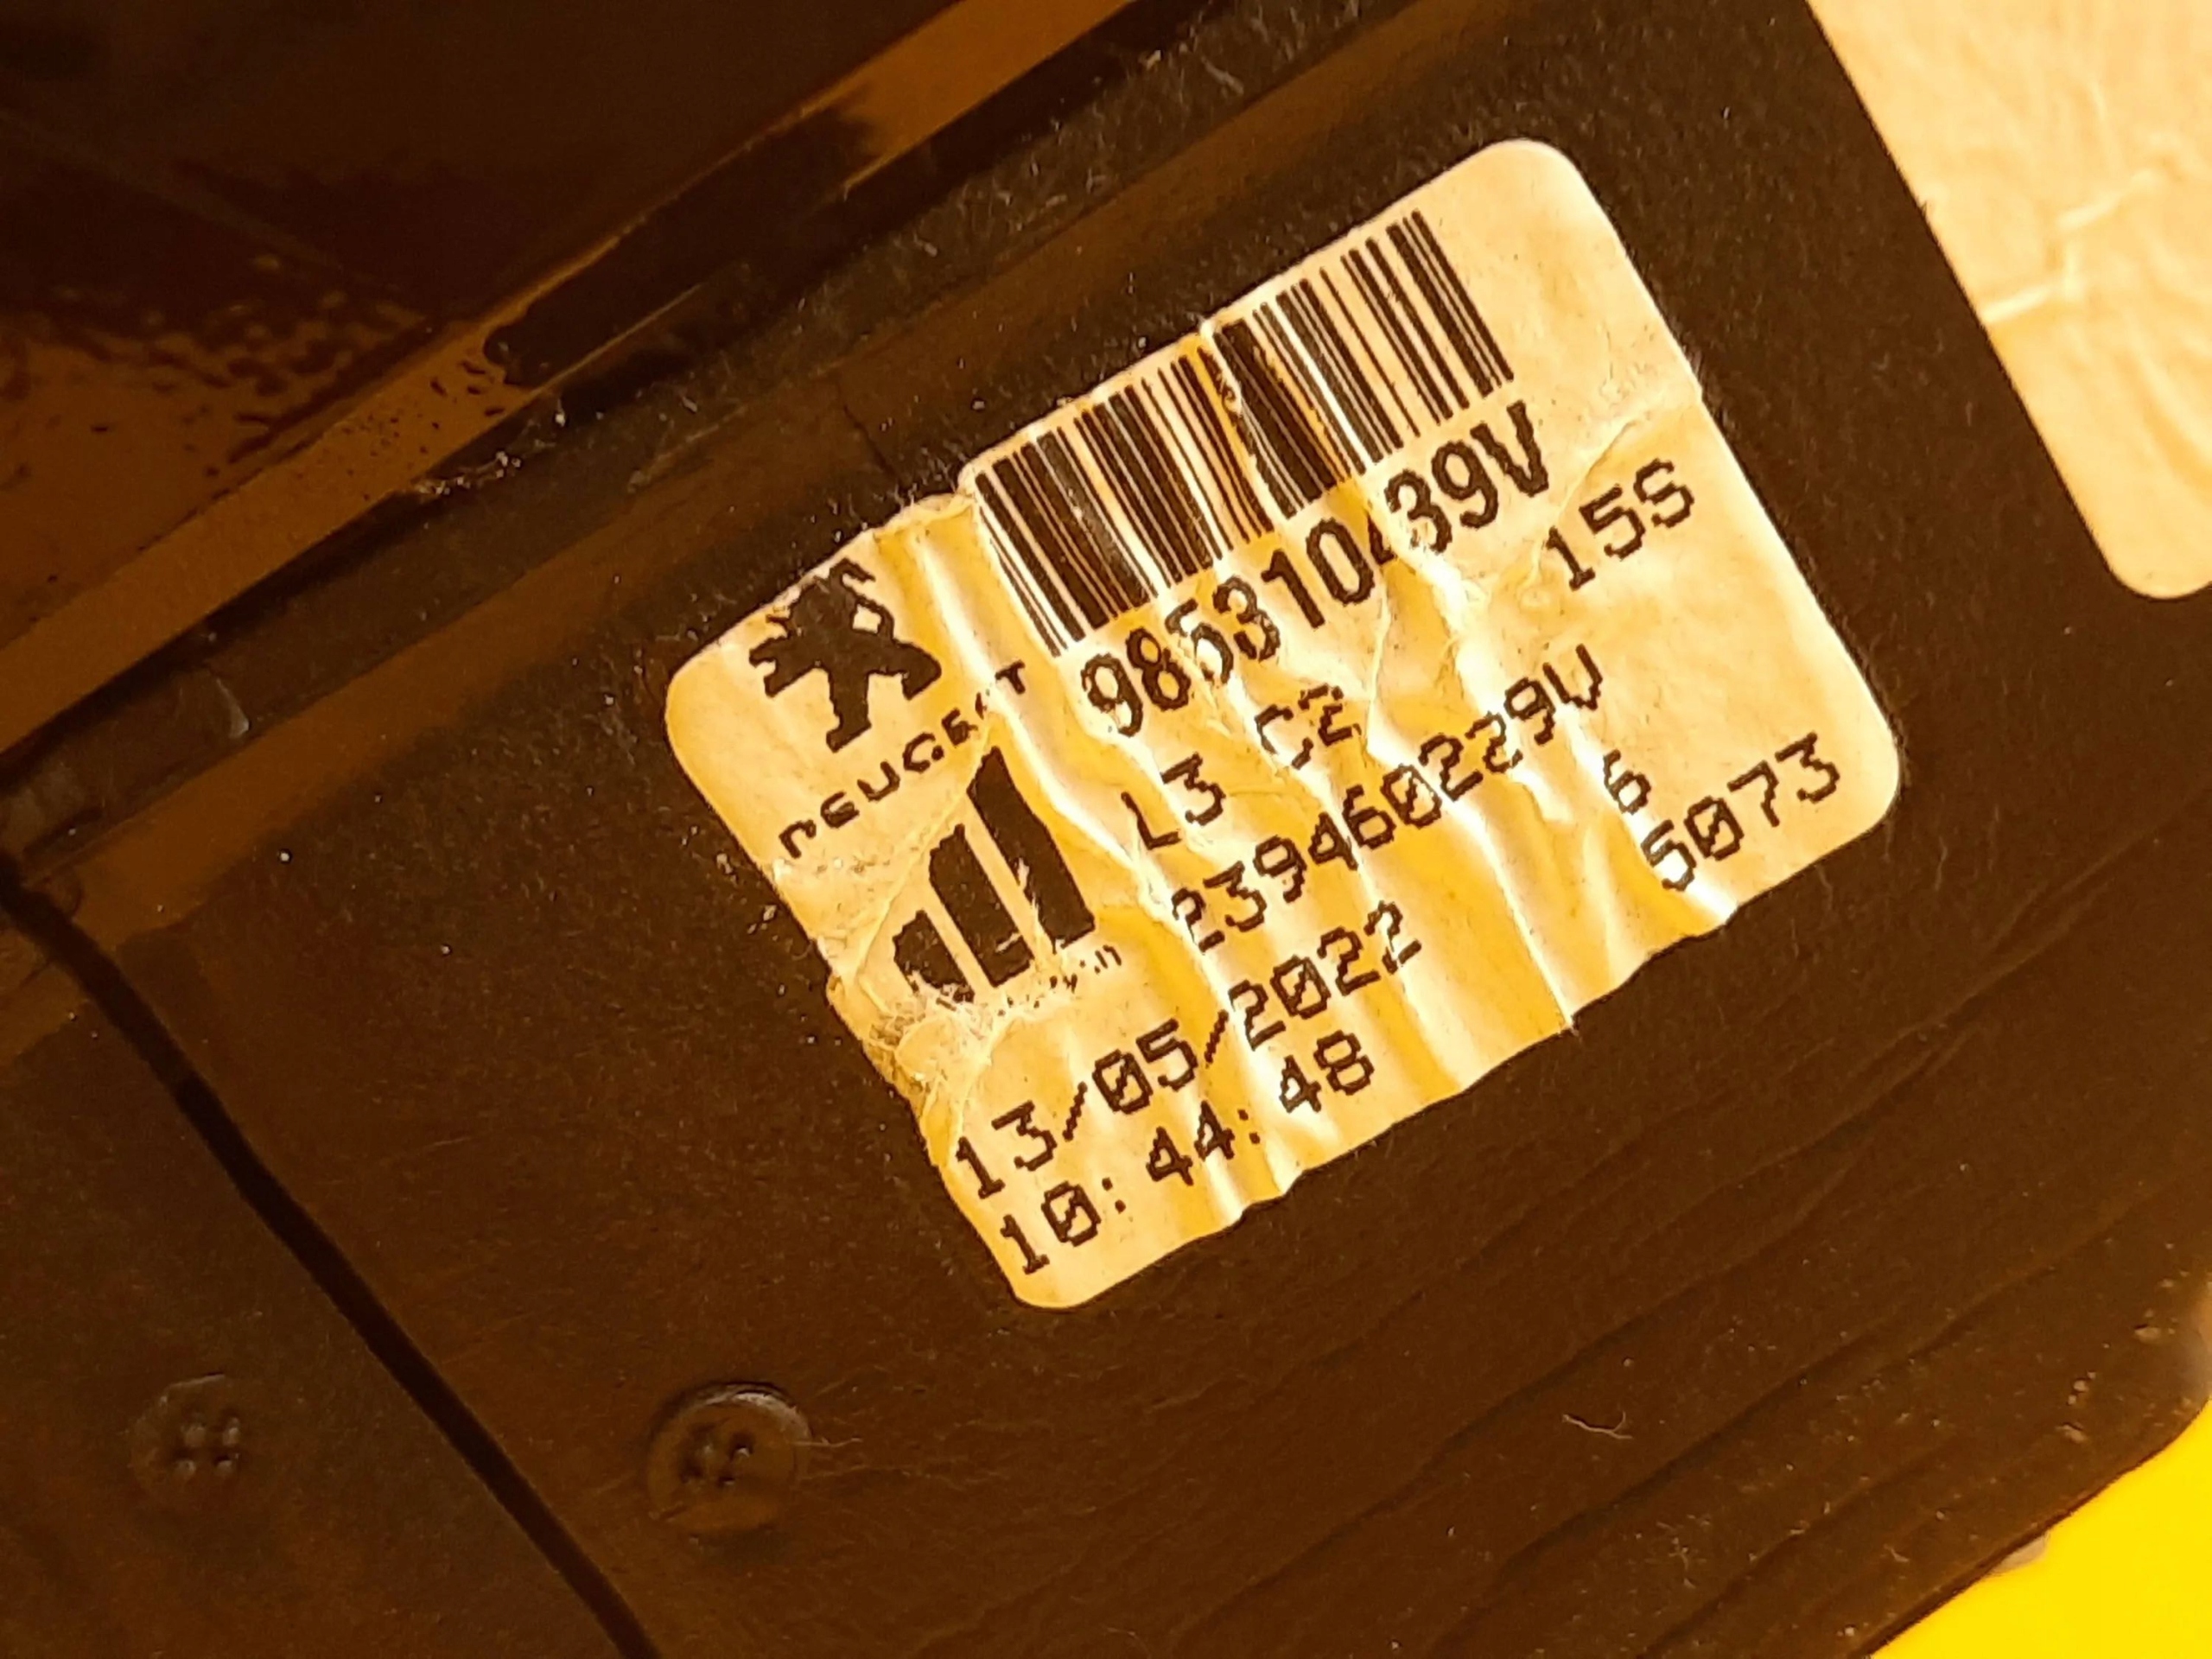 PEUGEOT
98531039V
15S
L3 C2
239460229V
6
5073
13/05/2022
10:44:48